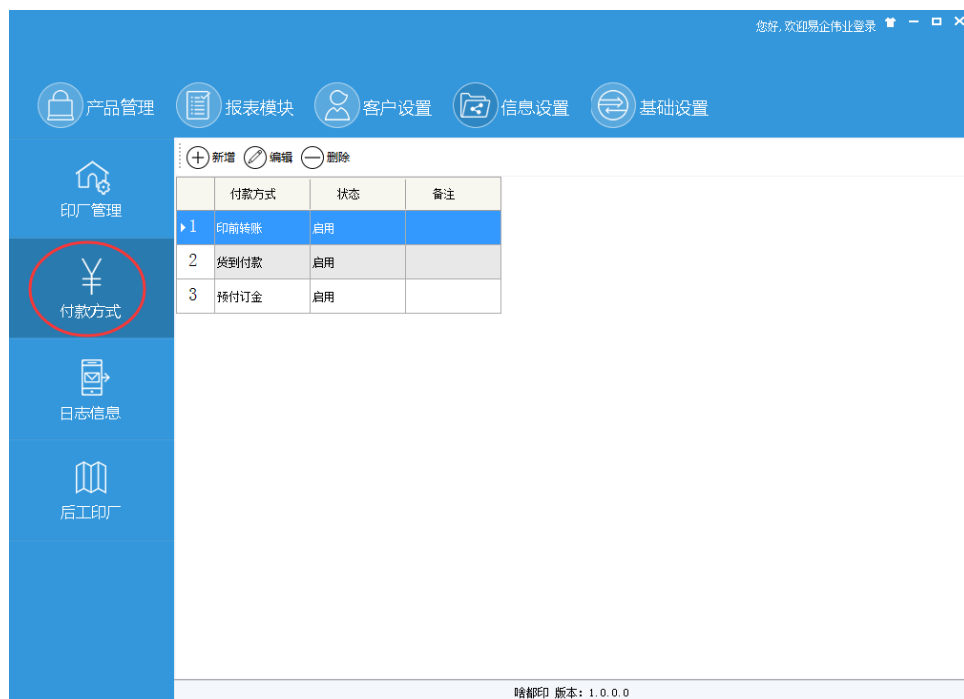 您好,欢迎易企伟业登录
产品管理 报表模块 客户设置 信息设置 基础设置
新增 编辑 删除
印厂管理
付款方式
日志信息
后工印厂
付款方式 状态 备注
1 印前转账 启用
2 货到付款 启用
3 预付订金 启用
啥都印 版本: 1.0.0.0